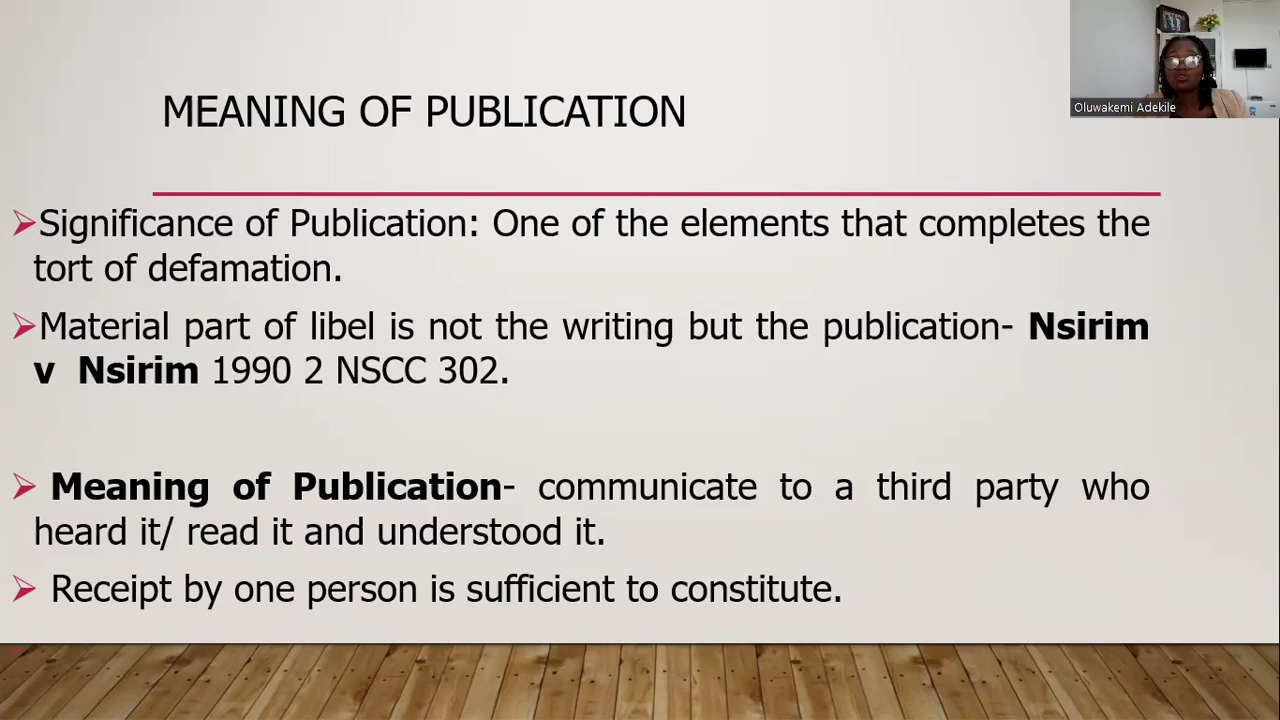 MEANING OF PUBLICATION
Oluwakemi Adekile
➢Significance of Publication: One of the elements that completes the
tort of defamation.
➢Material part of libel is not the writing but the publication- Nsirim
v Nsirim 1990 2 NSCC 302.
➢ Meaning of Publication- communicate to a third party who
heard it/ read it and understood it.
➢ Receipt by one person is sufficient to constitute.